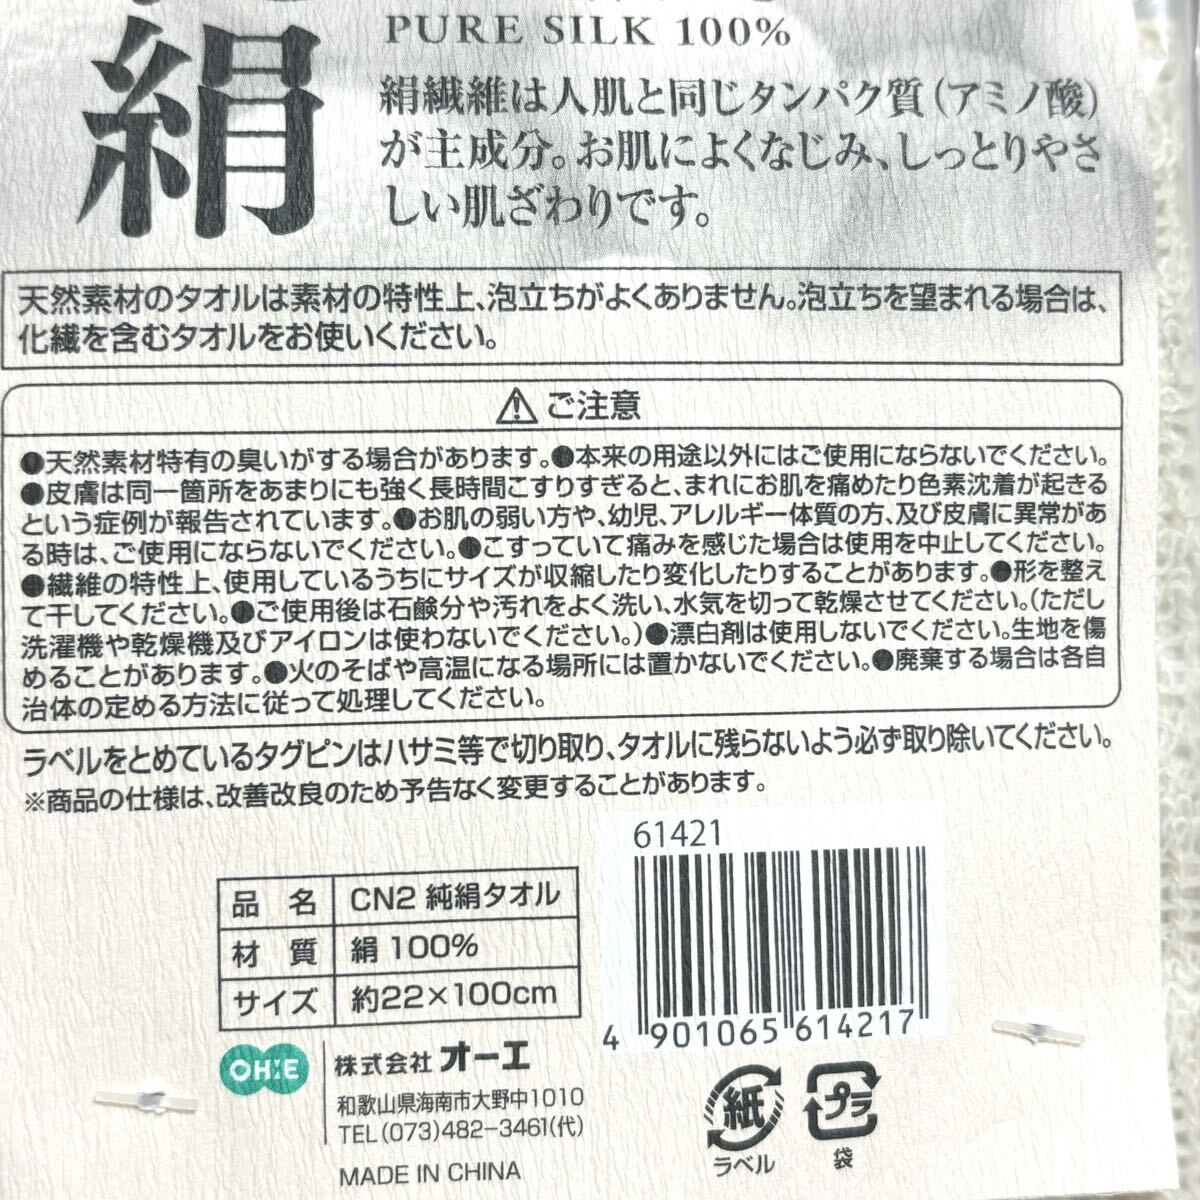 PURE SILK 100%
絹
絹繊維は人肌と同じタンパク質(アミノ酸)
が主成分。お肌によくなじみ、しっとりやさ
しい肌ざわりです。
天然素材のタオルは素材の特性上、泡立ちがよくありません。泡立ちを望まれる場合は、
化繊を含むタオルをお使いください。
ご注意
●天然素材特有の臭いがする場合があります。●本来の用途以外にはご使用にならないでください。
●皮膚は同一箇所をあまりにも強く長時間こすりすぎると、まれにお肌を痛めたり色素沈着が起きる
という症例が報告されています。●お肌の弱い方や、幼児、アレルギー体質の方、及び皮膚に異常があ
る時は、ご使用にならないでください。●こすっていて痛みを感じた場合は使用を中止してください。
●繊維の特性上、使用しているうちにサイズが収縮したり変化したりすることがあります。●形を整え
て干してください。●ご使用後は石鹸分や汚れをよく洗い、水気を切って乾燥させてください。(ただし
洗濯機や乾燥機及びアイロンは使わないでください。)●漂白剤は使用しないでください。生地を傷
めることがあります。●火のそばや高温になる場所には置かないでください。●廃棄する場合は各自
治体の定める方法に従って処理してください。
ラベルをとめているタグピンはハサミ等で切り取り、タオルに残らないよう必ず取り除いてください。
※商品の仕様は、改善改良のため予告なく変更することがあります。
61421
品 名 CN2 純絹タオル
材 質 絹 100%
サイズ 約22×100cm
4 901065 614217
OHE 株式会社 オーエ
和歌山県海南市大野中1010
TEL(073)482-3461(代)
MADE IN CHINA
紙 プラ
ラベル 袋